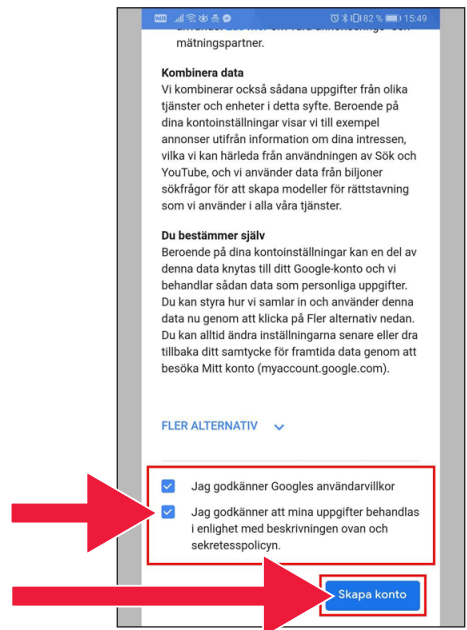 82 % 15:49
mätningspartner.
Kombinera data
Vi kombinerar också sådana uppgifter från olika
tjänster och enheter i detta syfte. Beroende på
dina kontoinställningar visar vi till exempel
annonser utifrån information om dina intressen,
vilka vi kan härleda från användningen av Sök och
YouTube, och vi använder data från biljoner
sökfrågor för att skapa modeller för rättstavning
som vi använder i alla våra tjänster.
Du bestämmer själv
Beroende på dina kontoinställningar kan en del av
denna data knytas till ditt Google-konto och vi
behandlar sådan data som personliga uppgifter.
Du kan styra hur vi samlar in och använder denna
data nu genom att klicka på Fler alternativ nedan.
Du kan alltid ändra inställningarna senare eller dra
tillbaka ditt samtycke för framtida data genom att
besöka Mitt konto (myaccount.google.com).
FLER ALTERNATIV
Jag godkänner Googles användarvillkor
Jag godkänner att mina uppgifter behandlas
i enlighet med beskrivningen ovan och
sekretesspolicyn.
Skapa konto